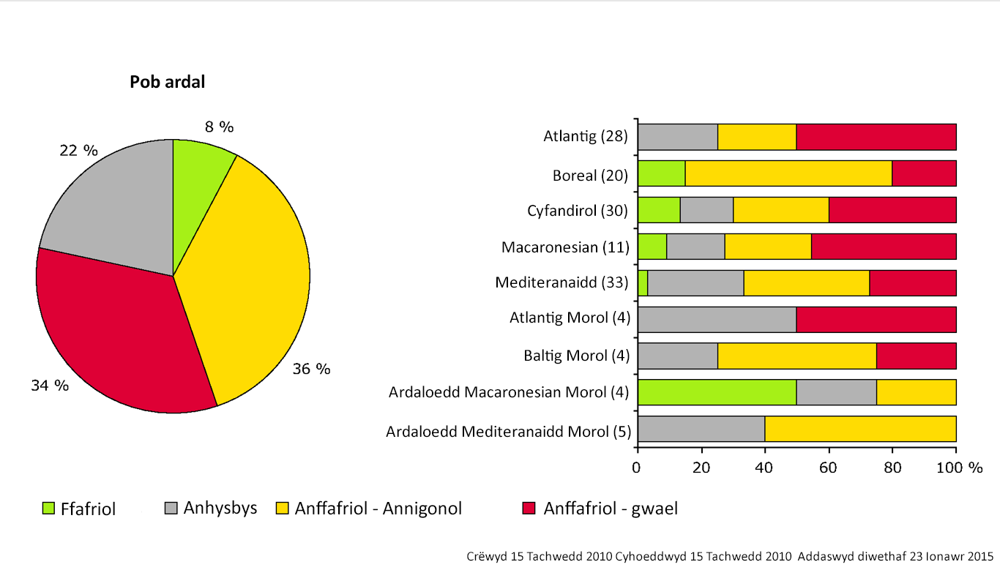 Pob ardal
8 %
22 %
36 %
34 %
Atlantig (28)
Boreal (20)
Cyfandirol (30)
Macaronesian (11)
Mediteranaidd (33)
Atlantig Morol (4)
Baltig Morol (4)
Ardaloedd Macaronesian Morol (4)
Ardaloedd Mediteranaidd Morol (5)
0 20 40 60 80 100 %
Ffafriol Anhysbys Anffafriol - Annigonol Anffafriol - gwael
Crëwyd 15 Tachwedd 2010 Cyhoeddwyd 15 Tachwedd 2010 Addaswyd diwethaf 23 Ionawr 2015